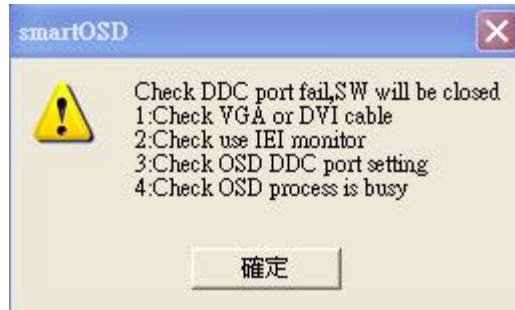 smartOSD
Check DDC port fail,SW will be closed
1:Check VGA or DVI cable
2:Check use IEI monitor
3:Check OSD DDC port setting
4:Check OSD process is busy
確定